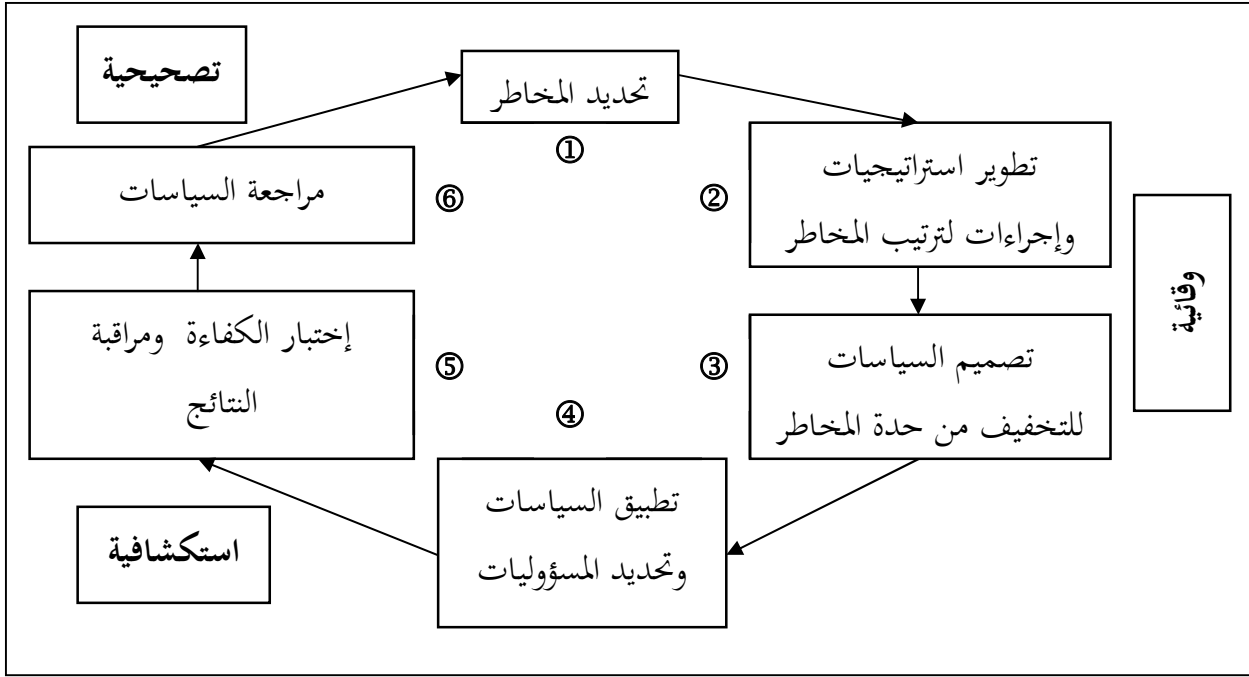 تصحيحية
تحديد المخاطر
①
تطوير استراتيجيات
وإجراءات لترتيب المخاطر
②
وقائية
تصميم السياسات
للتخفيف من حدة المخاطر
③
④
تطبيق السياسات
وتحديد المسؤوليات
إختبار الكفاءة ومراقبة
النتائج
⑤
استكشافية
مراجعة السياسات
⑥